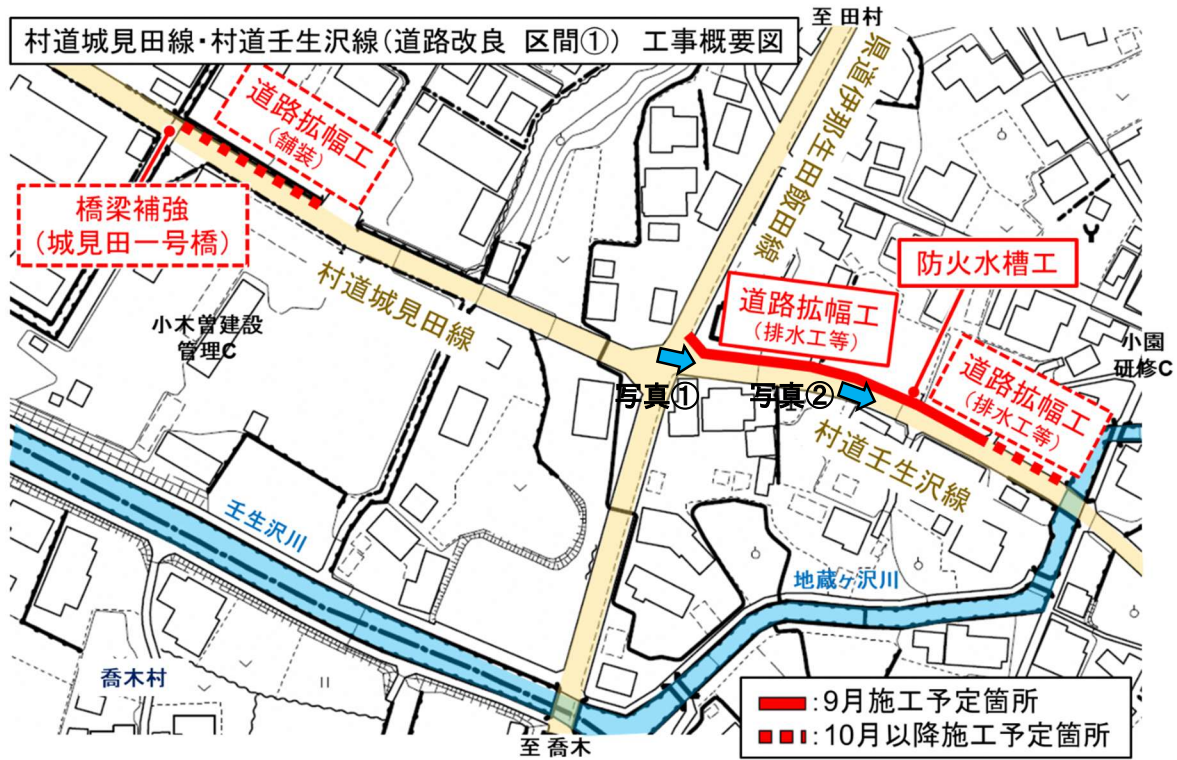 村道城見田線・村道壬生沢線(道路改良 区間①) 工事概要図
至 田村
県道伊那生田飯田線
道路拡幅工
(舗装)
橋梁補強
(城見田一号橋)
村道城見田線
小木曽建設
管理C
防火水槽工
道路拡幅工
(排水工等)
小園
研修C
道路拡幅工
(排水工等)
写真①
写真②
村道壬生沢線
壬生沢川
地蔵ヶ沢川
喬木村
至 喬木
:9月施工予定箇所
:10月以降施工予定箇所